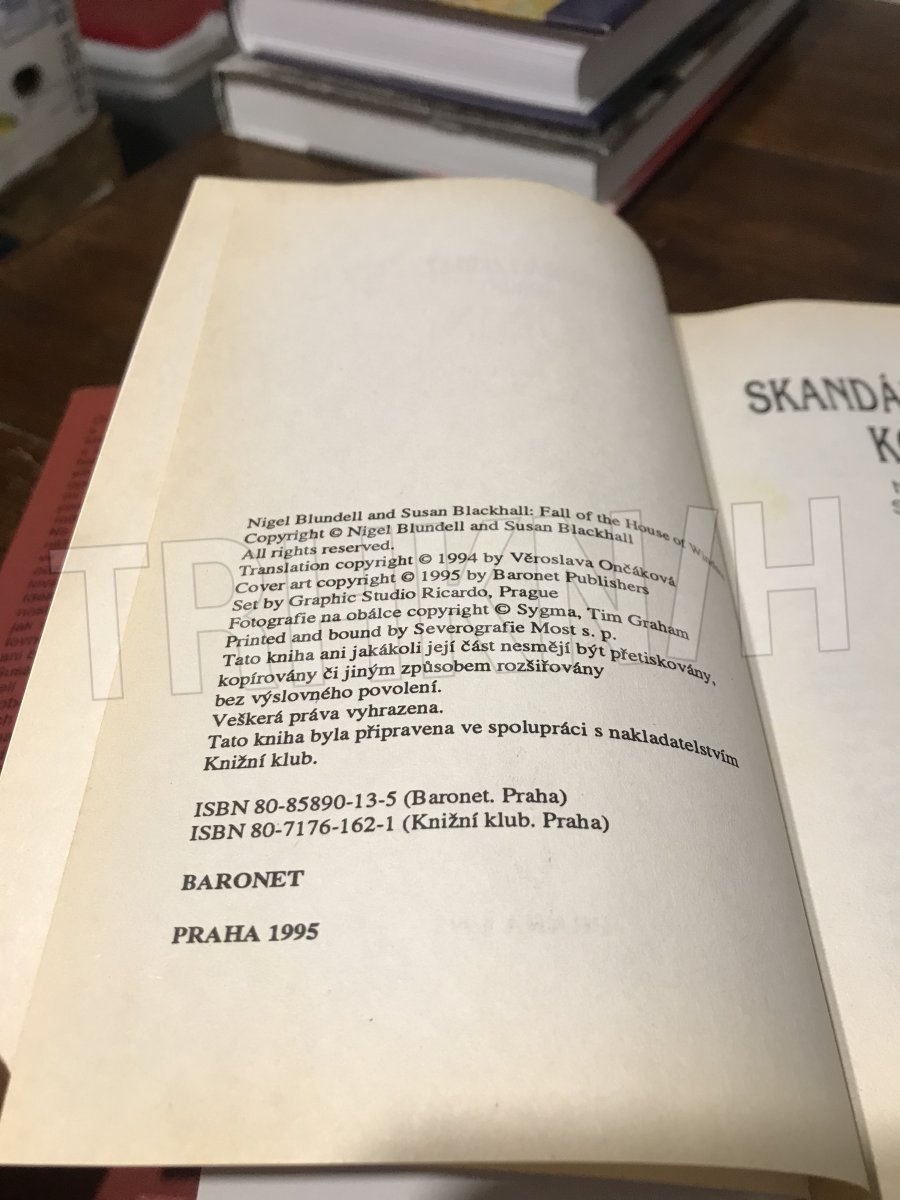 Nigel Blundell and Susan Blackhall: Fall of the House of Windsor
Copyright © Nigel Blundell and Susan Blackhall
All rights reserved.
Translation copyright © 1994 by Věroslava Ončáková
Cover art copyright © 1995 by Baronet Publishers
Set by Graphic Studio Ricardo, Prague
Fotografie na obálce copyright © Sygma, Tim Graham
Printed and bound by Severografie Most s. p.
Tato kniha ani jakákoli její část nesmějí být přetiskovány,
kopírovány či jiným způsobem rozšiřovány
bez výslovného povolení.
Veškerá práva vyhrazena.
Tato kniha byla připravena ve spolupráci s nakladatelstvím
Knižní klub.
ISBN 80-85890-13-5 (Baronet. Praha)
ISBN 80-7176-162-1 (Knižní klub. Praha)
BARONET
PRAHA 1995
SKANDÁ